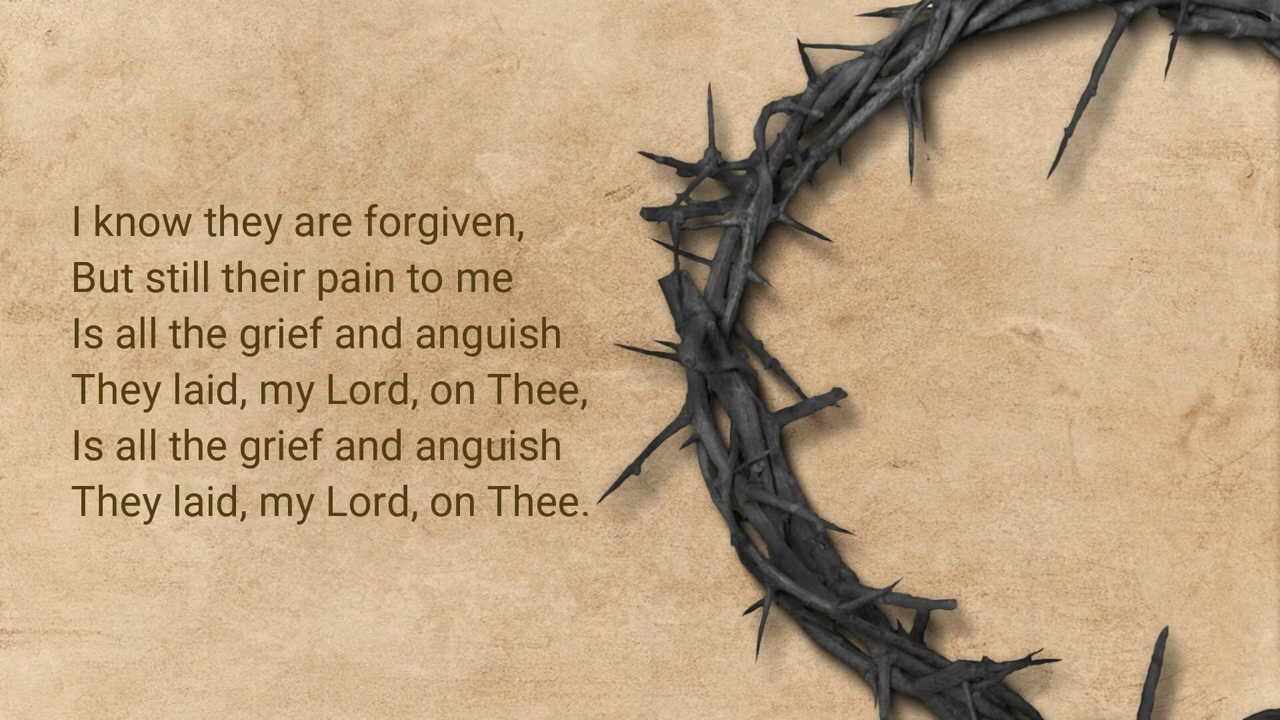 I know they are forgiven,
But still their pain to me
Is all the grief and anguish
They laid, my Lord, on Thee,
Is all the grief and anguish
They laid, my Lord, on Thee.